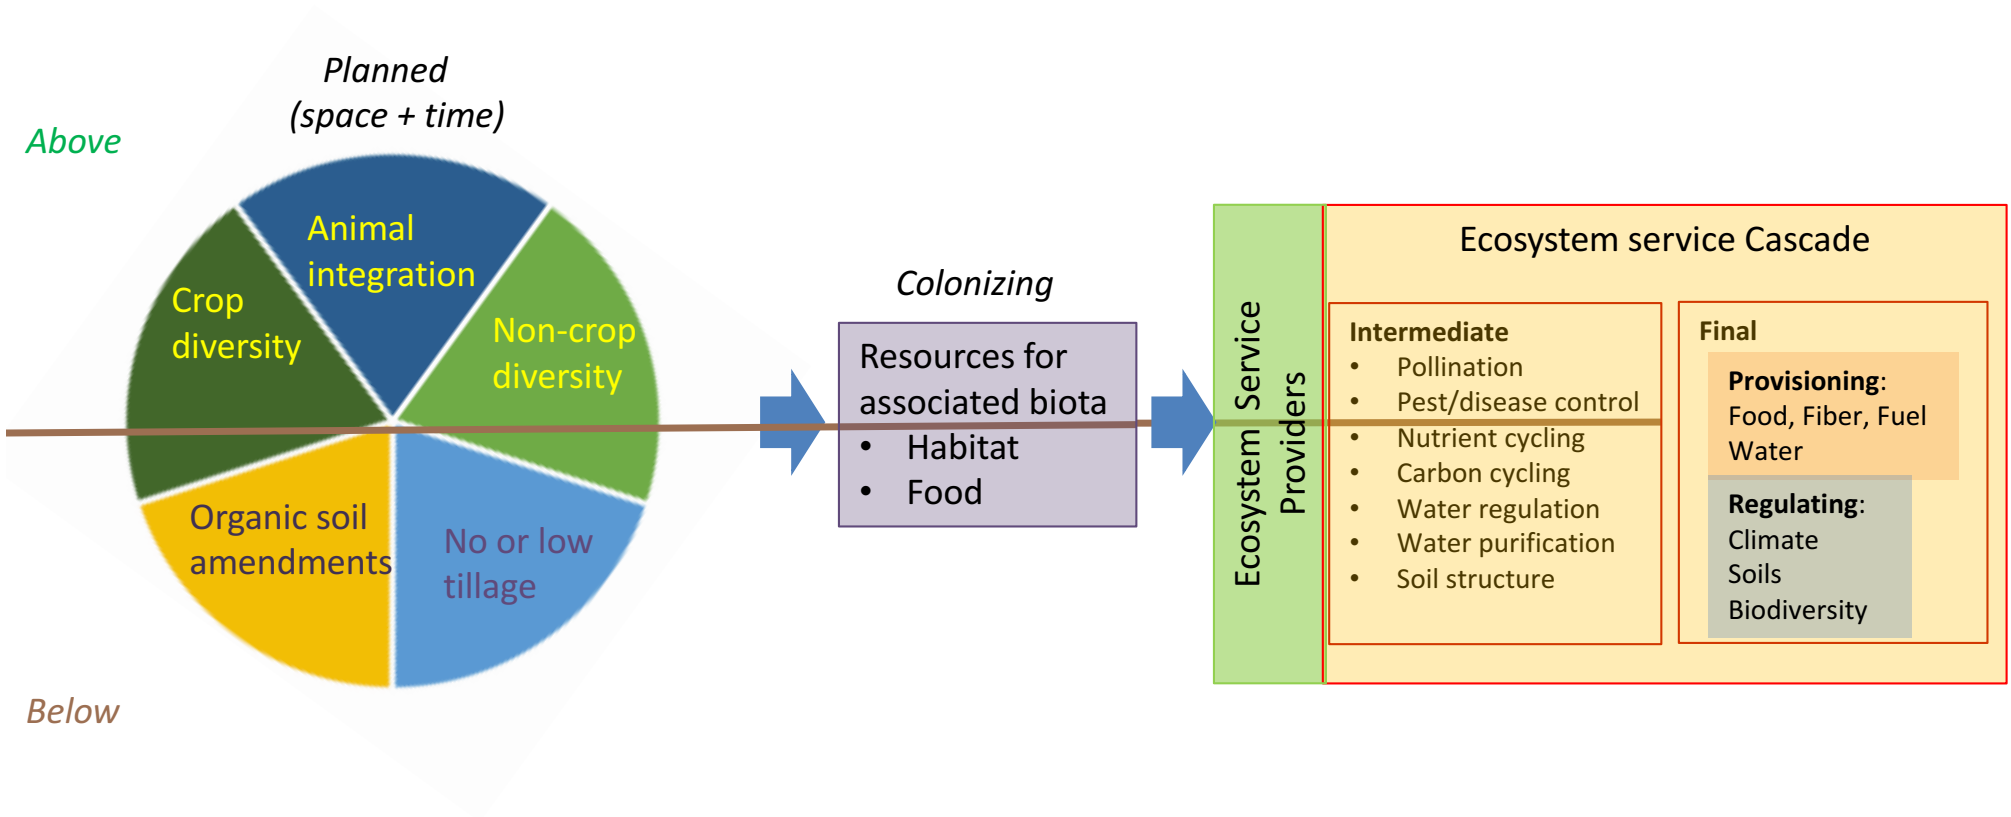 Planned
(space + time)
Above
Animal
integration
Crop
diversity
Non-crop
diversity
Organic soil
amendments
No or low
tillage
Below
Colonizing
Resources for
associated biota
• Habitat
• Food
Ecosystem Service
Providers
Ecosystem service Cascade
Intermediate
• Pollination
• Pest/disease control
• Nutrient cycling
• Carbon cycling
• Water regulation
• Water purification
• Soil structure
Final
Provisioning:
Food, Fiber, Fuel
Water
Regulating:
Climate
Soils
Biodiversity